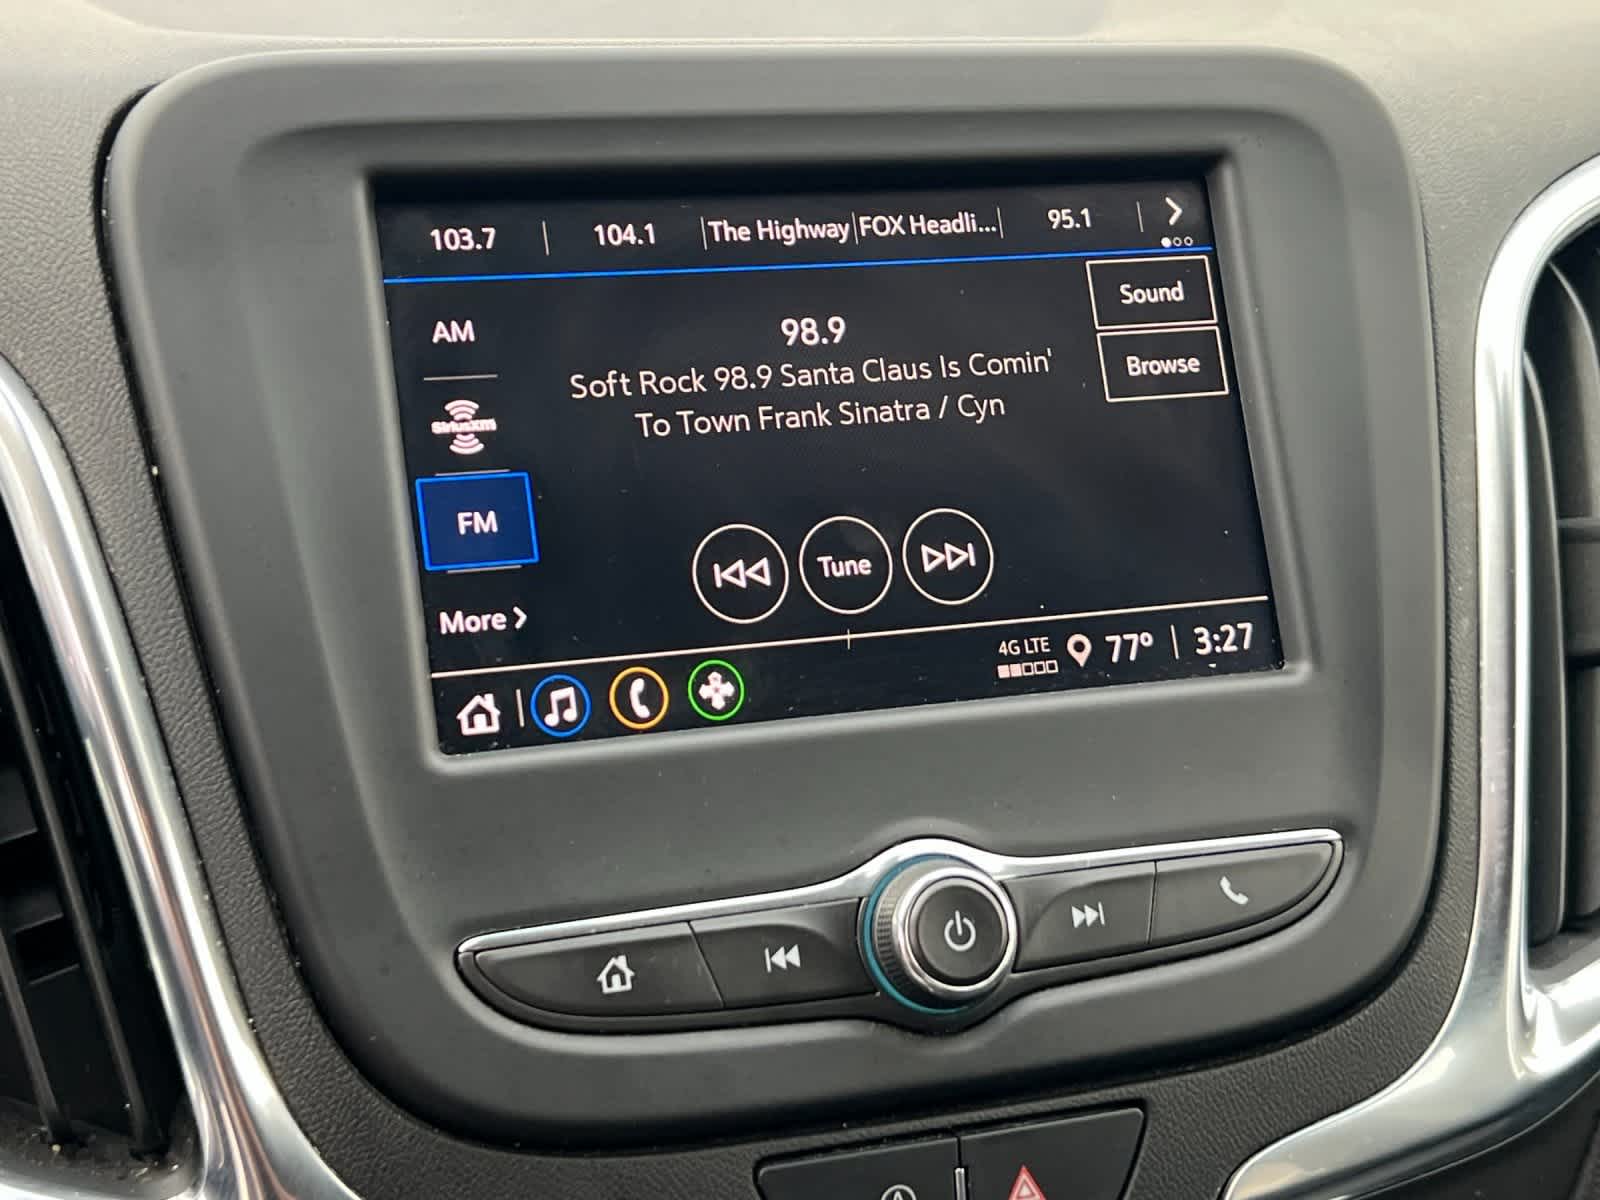 103.7 | 104.1 |The Highway|FOX Headli...| 95.1 |
Sound
AM
98.9
Browse
Soft Rock 98.9 Santa Claus Is Comin'
To Town Frank Sinatra / Cyn
SiriusXM
FM
Tune
More
4G LTE 77° | 3:27